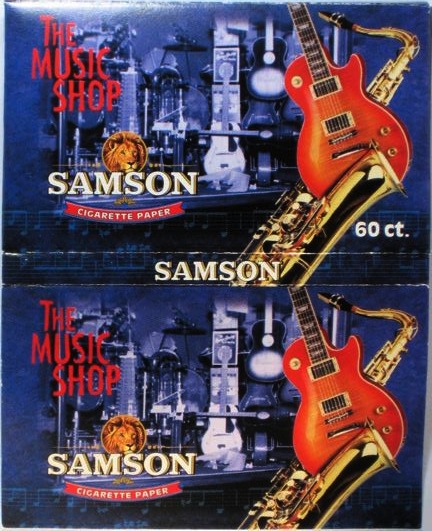 THE
MUSIC
SHOP
SAMSON
CIGARETTE PAPER
60 ct.
SAMSON
THE
MUSIC
SHOP
SAMSON
CIGARETTE PAPER